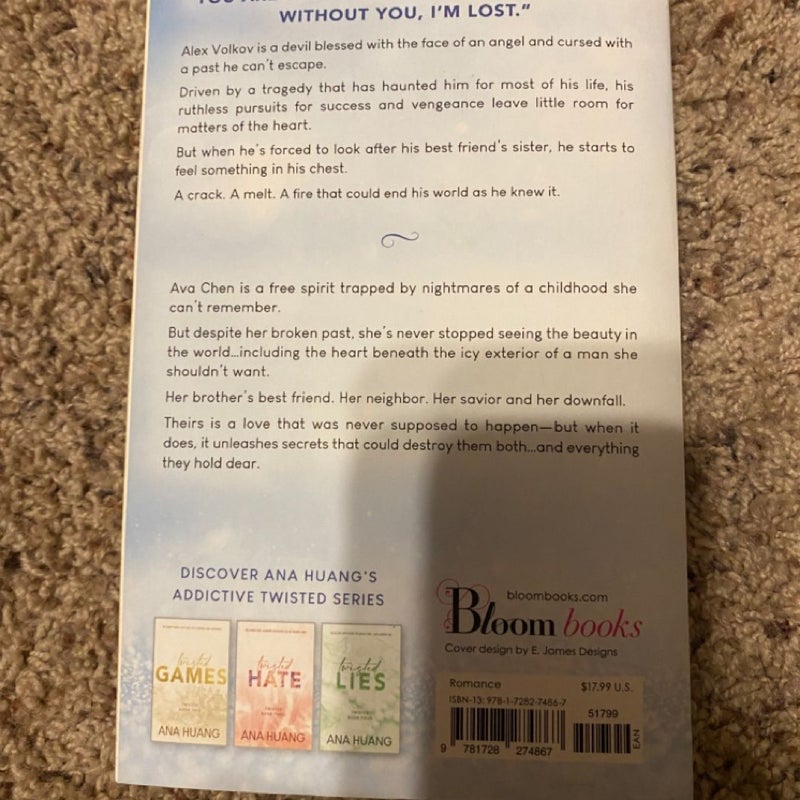 WITHOUT YOU, I'M LOST."
Alex Volkov is a devil blessed with the face of an angel and cursed with
a past he can't escape.
Driven by a tragedy that has haunted him for most of his life, his
ruthless pursuits for success and vengeance leave little room for
matters of the heart.
But when he's forced to look after his best friend's sister, he starts to
feel something in his chest.
A crack. A melt. A fire that could end his world as he knew it.
Ava Chen is a free spirit trapped by nightmares of a childhood she
can't remember.
But despite her broken past, she's never stopped seeing the beauty in
the world...including the heart beneath the icy exterior of a man she
shouldn't want.
Her brother's best friend. Her neighbor. Her savior and her downfall.
Theirs is a love that was never supposed to happen—but when it
does, it unleashes secrets that could destroy them both...and everything
they hold dear.
DISCOVER ANA HUANG'S
ADDICTIVE TWISTED SERIES
twisted
GAMES
ANA HUANG
twisted
HATE
ANA HUANG
twisted
LIES
ANA HUANG
bloombooks.com
Bloom books
Cover design by E. James Designs
Romance
$17.99 U.S.
ISBN-13: 978-1-7282-7486-7
51799
EAN
9 781728 274867